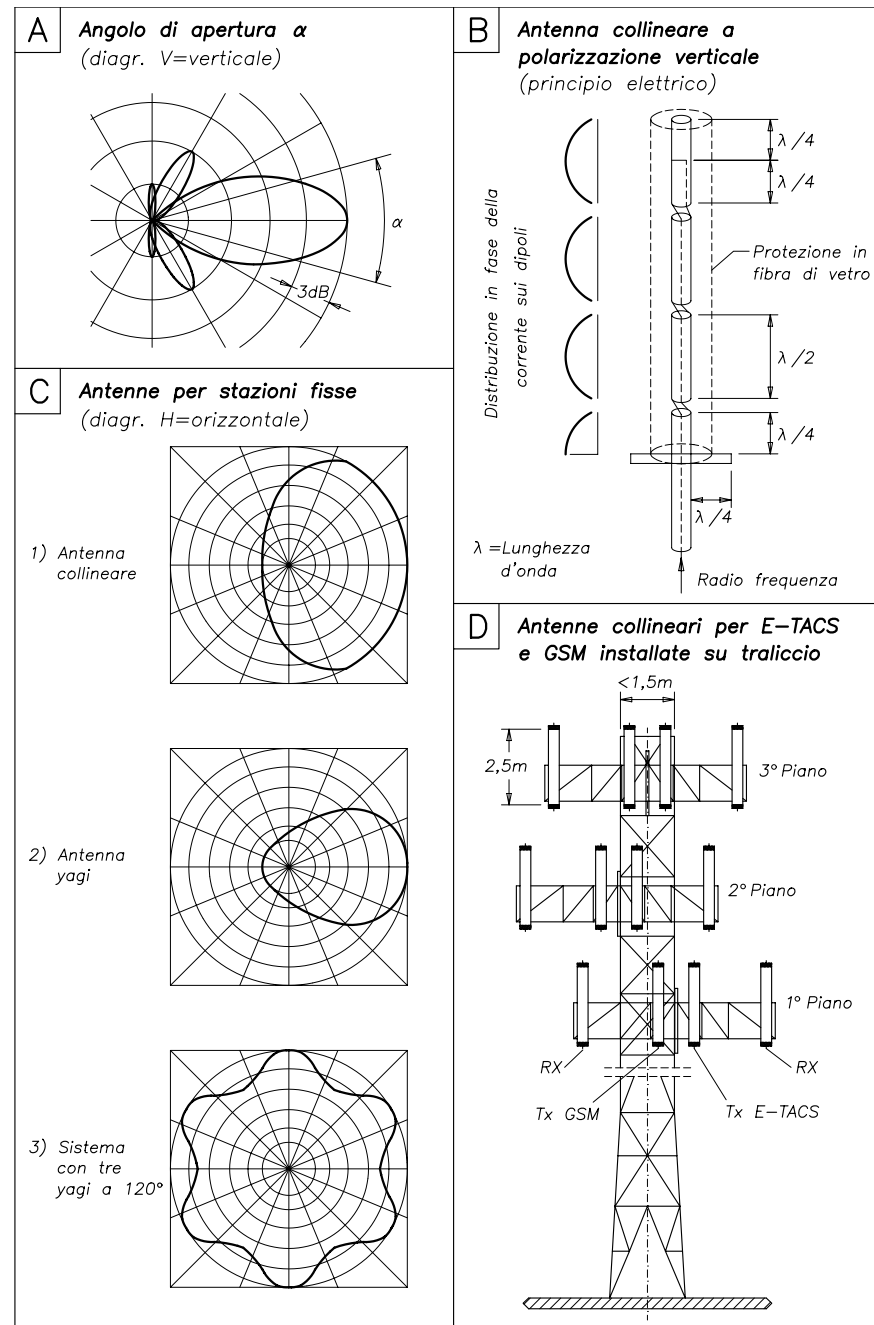 A
Angolo di apertura α
(diagr. V=verticale)
α
3dB
B
Antenna collineare a
polarizzazione verticale
(principio elettrico)
Distribuzione in fase della
corrente sui dipoli
λ/4
λ/4
Protezione in
fibra di vetro
λ/2
λ/4
λ/4
λ=Lunghezza
d'onda
Radio frequenza
C
Antenne per stazioni fisse
(diagr. H=orizzontale)
1) Antenna
collineare
2) Antenna
yagi
3) Sistema
con tre
yagi a 120°
D
Antenne collineari per E-TACS
e GSM installate su traliccio
<1,5m
2,5m
3° Piano
2° Piano
1° Piano
RX
RX
Tx GSM
Tx E-TACS